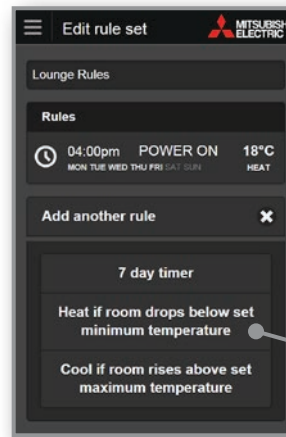 Edit rule set
MITSUBISHI
ELECTRIC
Lounge Rules
Rules
04:00pm POWER ON 18°C
MON TUE WED THU FRI SAT SUN HEAT
Add another rule
7 day timer
Heat if room drops below set
minimum temperature
Cool if room rises above set
maximum temperature